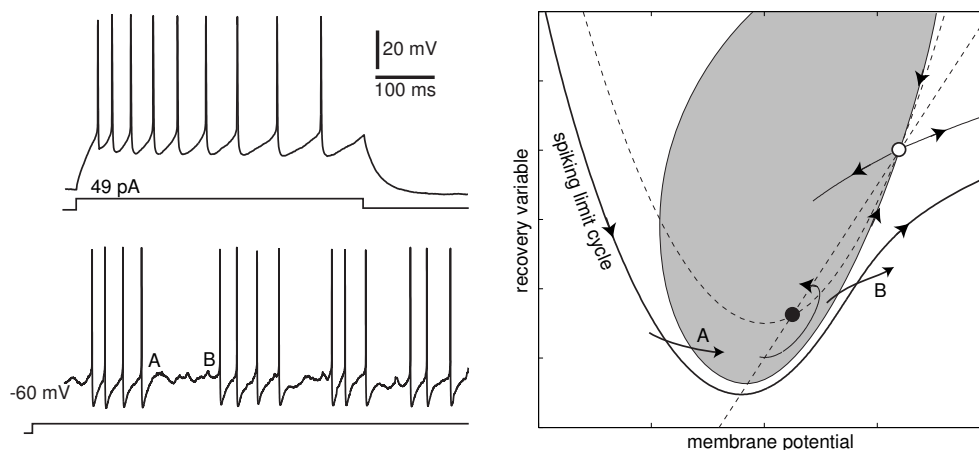 20 mV
100 ms
49 pA
A
B
-60 mV
spiking limit cycle
A
B
recovery variable
membrane potential